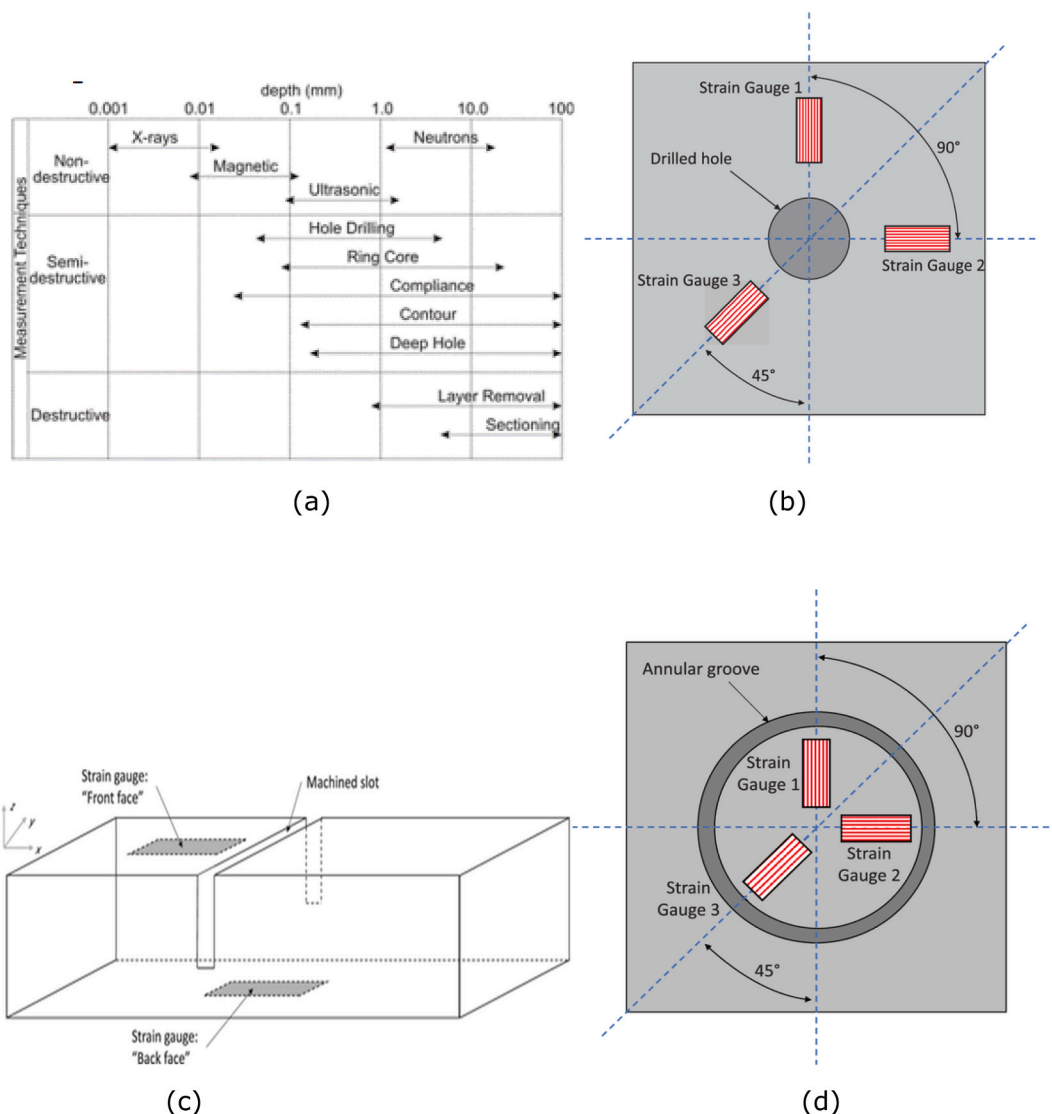 depth (mm)
0.001 0.01 0.1 1.0 10.0 100
Measurement Techniques
Non-
destructive
X-rays
Neutrons
Magnetic
Ultrasonic
Semi-
destructive
Hole Drilling
Ring Core
Compliance
Contour
Deep Hole
Destructive
Layer Removal
Sectioning
(a)
Strain Gauge 1
90°
Drilled hole
Strain Gauge 2
Strain Gauge 3
45°
(b)
Strain gauge:
"Front face"
Machined slot
z
y
x
Strain gauge:
"Back face"
(c)
Annular groove
90°
Strain
Gauge 1
Strain
Gauge 2
Strain
Gauge 3
45°
(d)